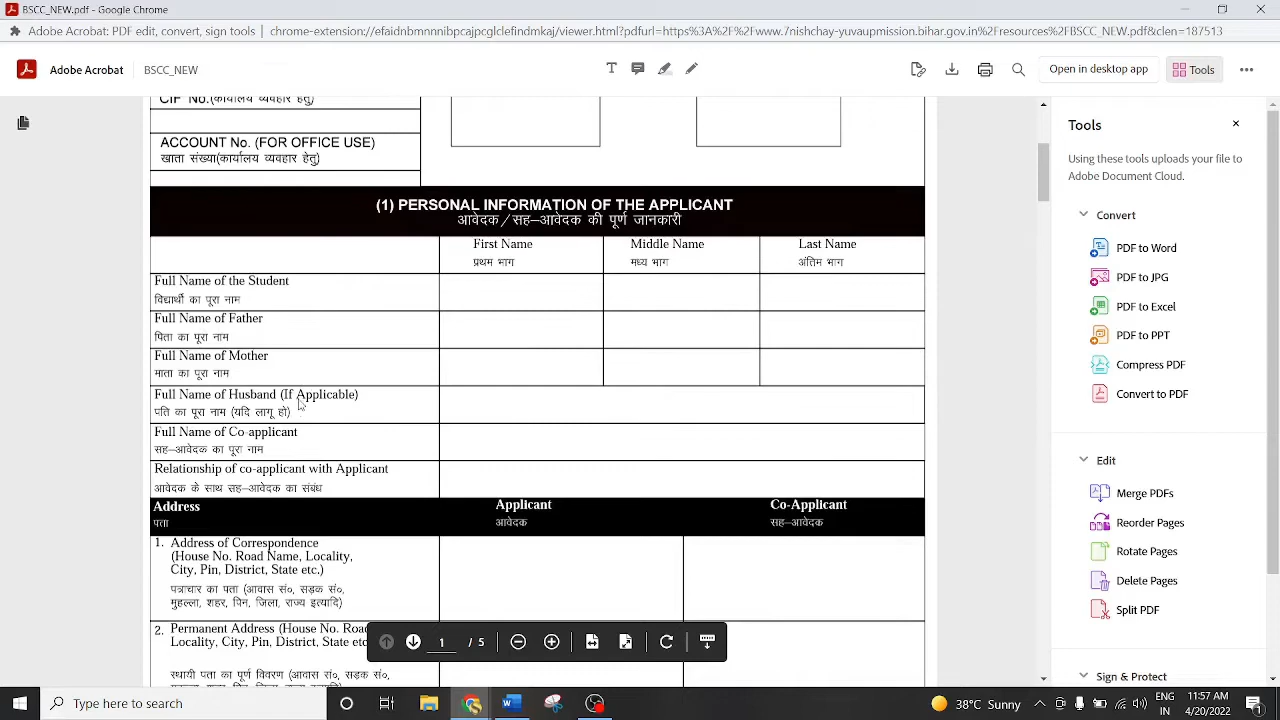 BSCC_NEW.pdf - Google Chrome
Adobe Acrobat: PDF edit, convert, sign tools | chrome-extension://efaidnbmnnnibpcajpcglclefindmkaj/viewer.html?pdfurl=https%3A%2F%2Fwww.7nishchay-yuvaupmission.bihar.gov.in%2Fresources%2FBSCC_NEW.pdf&clen=187513
Adobe Acrobat BSCC_NEW T Open in desktop app Tools
CIF No.(कार्यालय व्यवहार हेतु)
ACCOUNT No. (FOR OFFICE USE)
खाता संख्या(कार्यालय व्यवहार हेतु)
(1) PERSONAL INFORMATION OF THE APPLICANT
आवेदक/सह–आवेदक की पूर्ण जानकारी
First Name Middle Name Last Name
प्रथम भाग मध्य भाग अंतिम भाग
Full Name of the Student
विद्यार्थी का पूरा नाम
Full Name of Father
पिता का पूरा नाम
Full Name of Mother
माता का पूरा नाम
Full Name of Husband (If Applicable)
पति का पूरा नाम (यदि लागू हो)
Full Name of Co-applicant
सह–आवेदक का पूरा नाम
Relationship of co-applicant with Applicant
आवेदक के साथ सह–आवेदक का संबंध
Address Applicant Co-Applicant
पता आवेदक सह–आवेदक
1. Address of Correspondence
(House No. Road Name, Locality,
City, Pin, District, State etc.)
पत्राचार का पता (आवास सं०, सड़क सं०,
मुहल्ला, शहर, पिन, जिला, राज्य इत्यादि)
2. Permanent Address (House No. Road
Locality, City, Pin, District, State etc
स्थायी पता का पूर्ण विवरण (आवास सं०, सड़क सं०,
1 / 5
Tools
Using these tools uploads your file to
Adobe Document Cloud.
Convert
PDF to Word
PDF to JPG
PDF to Excel
PDF to PPT
Compress PDF
Convert to PDF
Edit
Merge PDFs
Reorder Pages
Rotate Pages
Delete Pages
Split PDF
Sign & Protect
Type here to search
38°C Sunny
ENG
IN
11:57 AM
4/20/2022